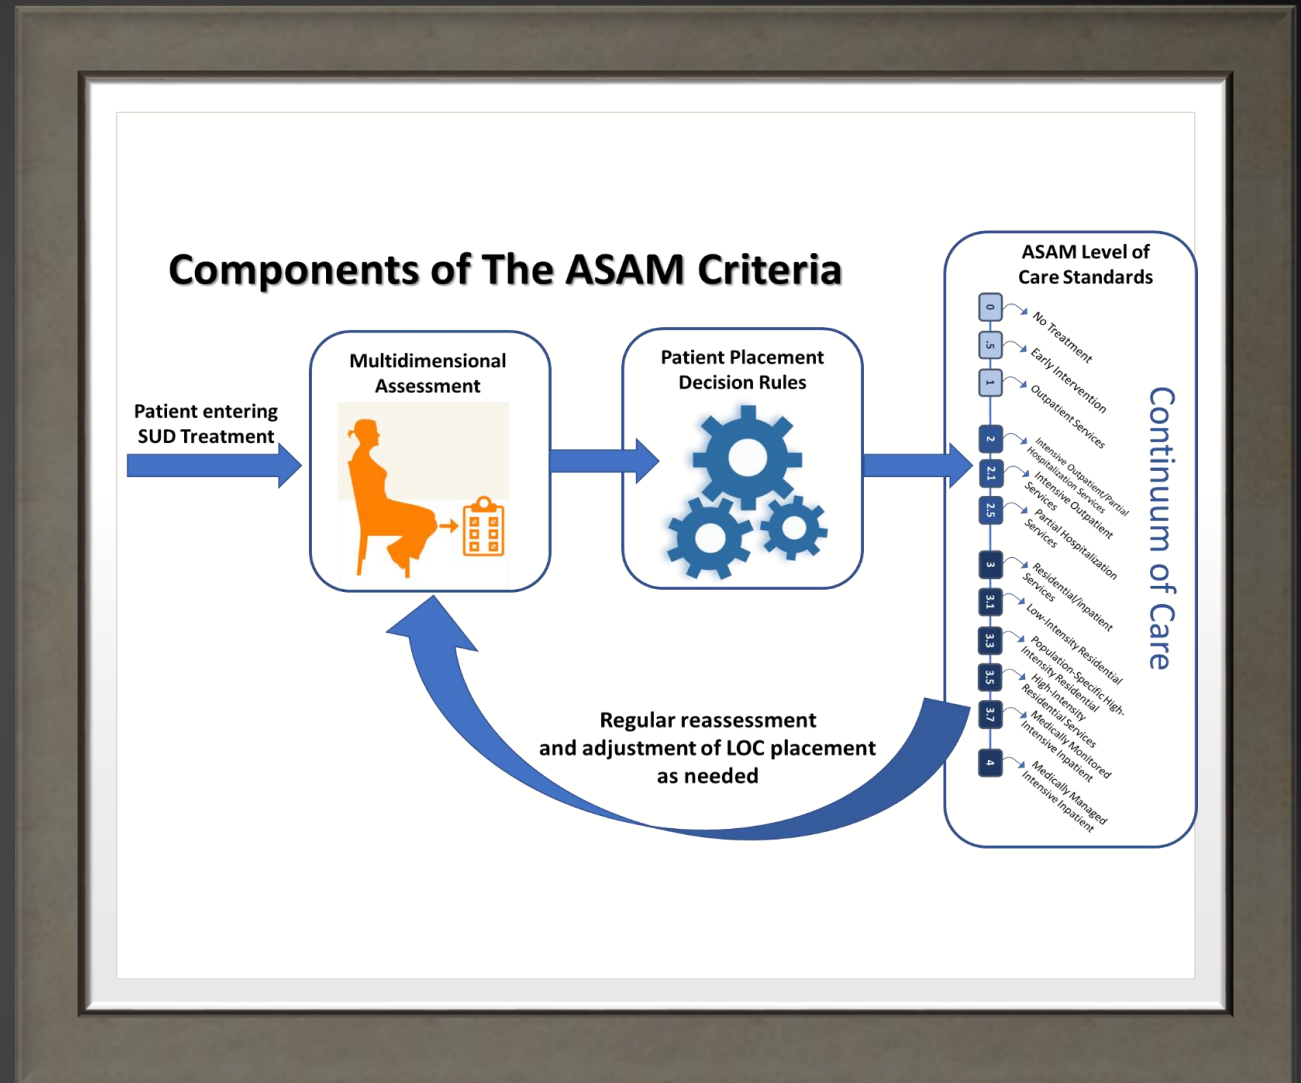 Components of The ASAM Criteria
Patient entering
SUD Treatment
Multidimensional
Assessment
Patient Placement
Decision Rules
ASAM Level of
Care Standards
0
No Treatment
.5
Early Intervention
1
Outpatient Services
2
Intensive Outpatient/Partial
Hospitalization Services
2.1
Intensive Outpatient
Services
2.5
Partial Hospitalization
Services
3
Residential/inpatient
Services
3.1
Low-Intensity Residential
3.3
Population-Specific High-
Intensity Residential
3.5
High-Intensity
Residential Services
3.7
Medically Monitored
Intensive Inpatient
4
Medically Managed
Intensive Inpatient
Continuum of Care
Regular reassessment
and adjustment of LOC placement
as needed